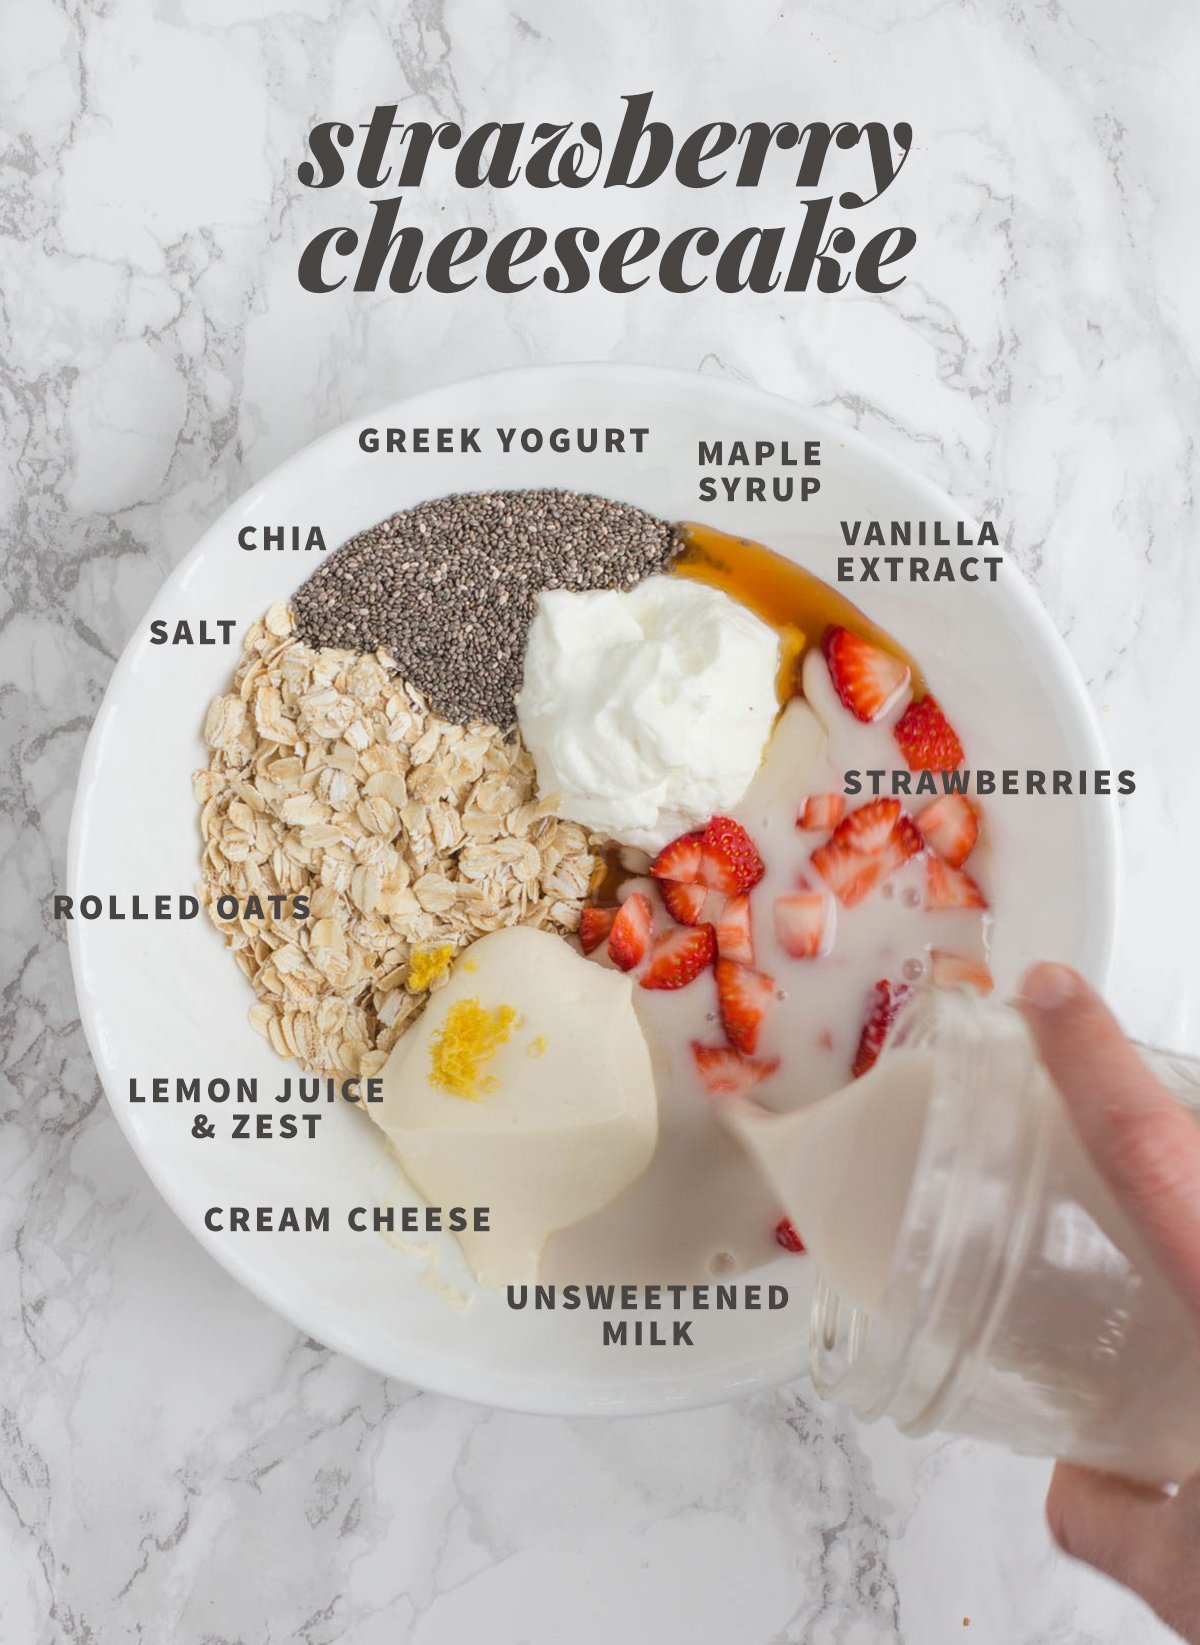 strawberry
cheesecake
GREEK YOGURT
MAPLE
SYRUP
CHIA
VANILLA
EXTRACT
SALT
STRAWBERRIES
ROLLED OATS
LEMON JUICE
& ZEST
CREAM CHEESE
UNSWEETENED
MILK